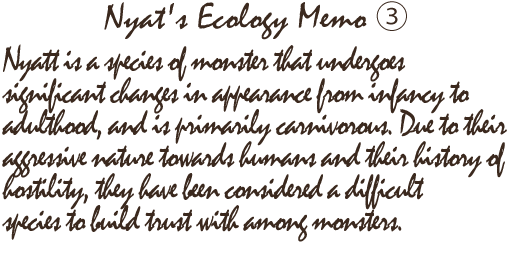 Nyat's Ecology Memo ③
Nyatt is a species of monster that undergoes
significant changes in appearance from infancy to
adulthood, and is primarily carnivorous. Due to their
aggressive nature towards humans and their history of
hostility, they have been considered a difficult
species to build trust with among monsters.